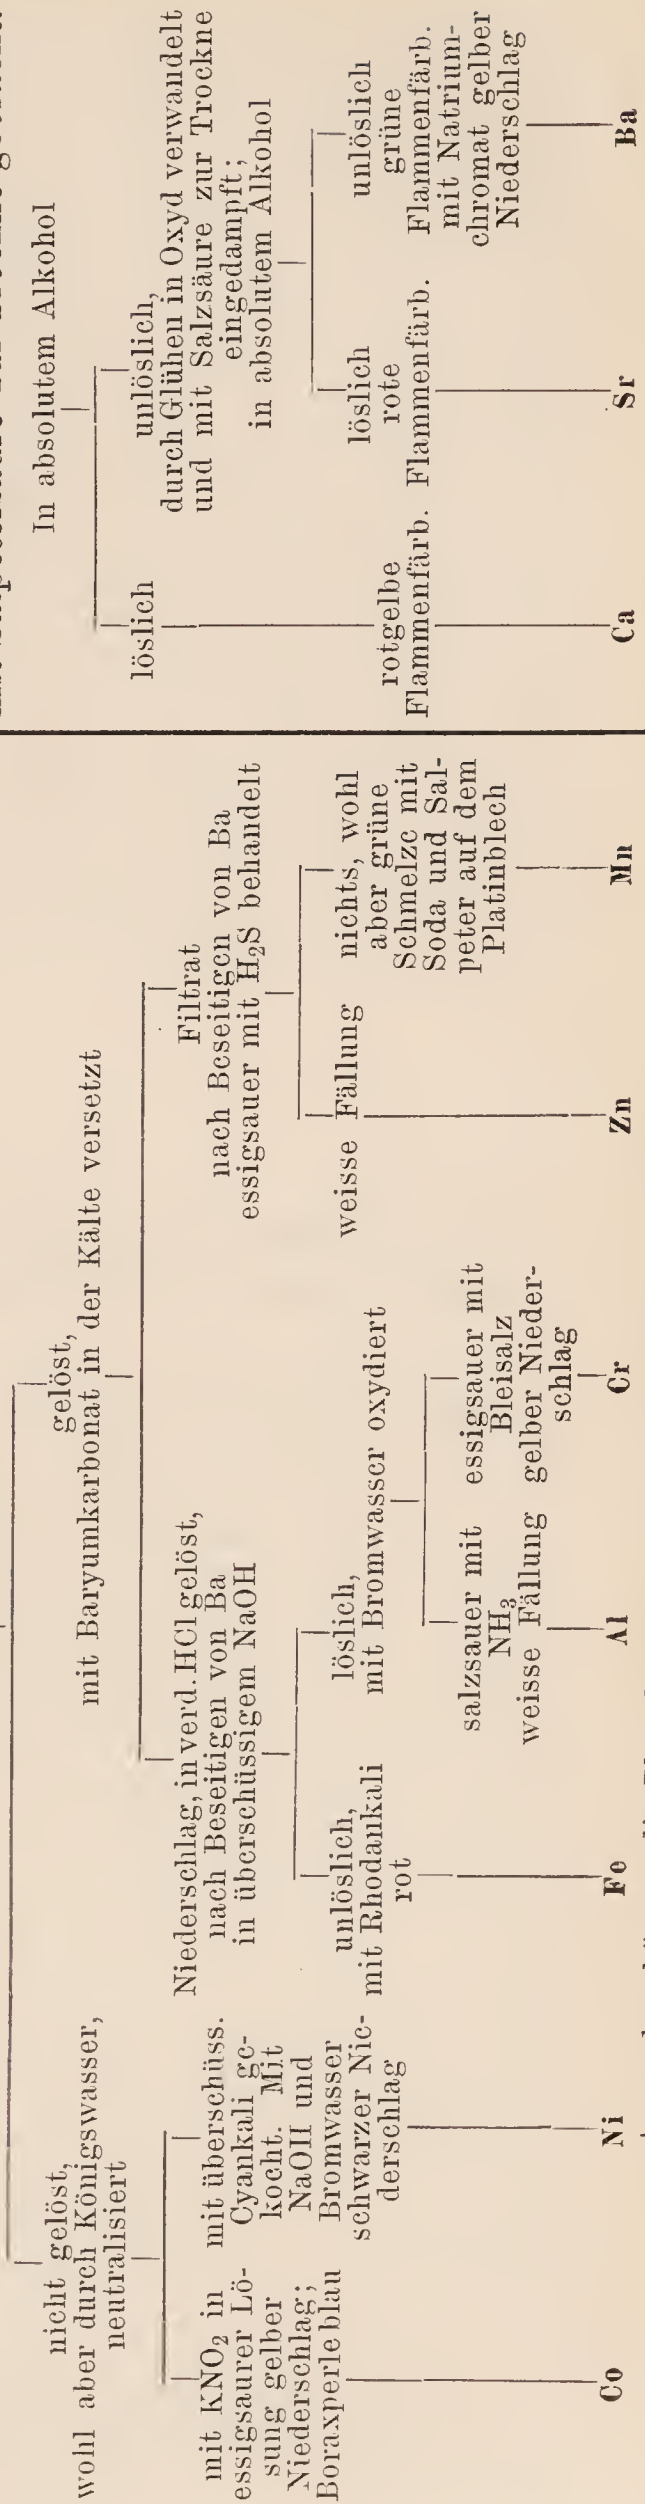 nicht gelöst,
wohl aber durch Königswasser,
neutralisiert
mit KNO₂ in
essigsaurer Lö-
sung gelber
Niederschlag;
Boraxperle blau
Co
mit überschüss.
Cyankali ge-
kocht. Mit
NaOH und
Bromwasser
schwarzer Nie-
derschlag
Ni
gelöst,
mit Baryumkarbonat in der Kälte versetzt
Niederschlag, in verd. HCl gelöst,
nach Beseitigen von Ba
in überschüssigem NaOH
unlöslich,
mit Rhodankali
rot
Fe
löslich,
mit Bromwasser oxydiert
salzsauer mit
NH₃
weisse Fällung
Al
essigsauer mit
Bleisalz
gelber Nieder-
schlag
Cr
Filtrat
nach Beseitigen von Ba
essigsauer mit H₂S behandelt
weisse Fällung
Zn
nichts, wohl
aber grüne
Schmelze mit
Soda und Sal-
peter auf dem
Platinblech
Mn
In absolutem Alkohol
löslich
rotgelbe
Flammenfärb.
Ca
unlöslich,
durch Glühen in Oxyd verwandelt
und mit Salzsäure zur Trockne
eingedampft;
in absolutem Alkohol
löslich
rote
Flammenfärb.
Sr
unlöslich
grüne
Flammenfärb.
mit Natrium-
chromat gelber
Niederschlag
Ba